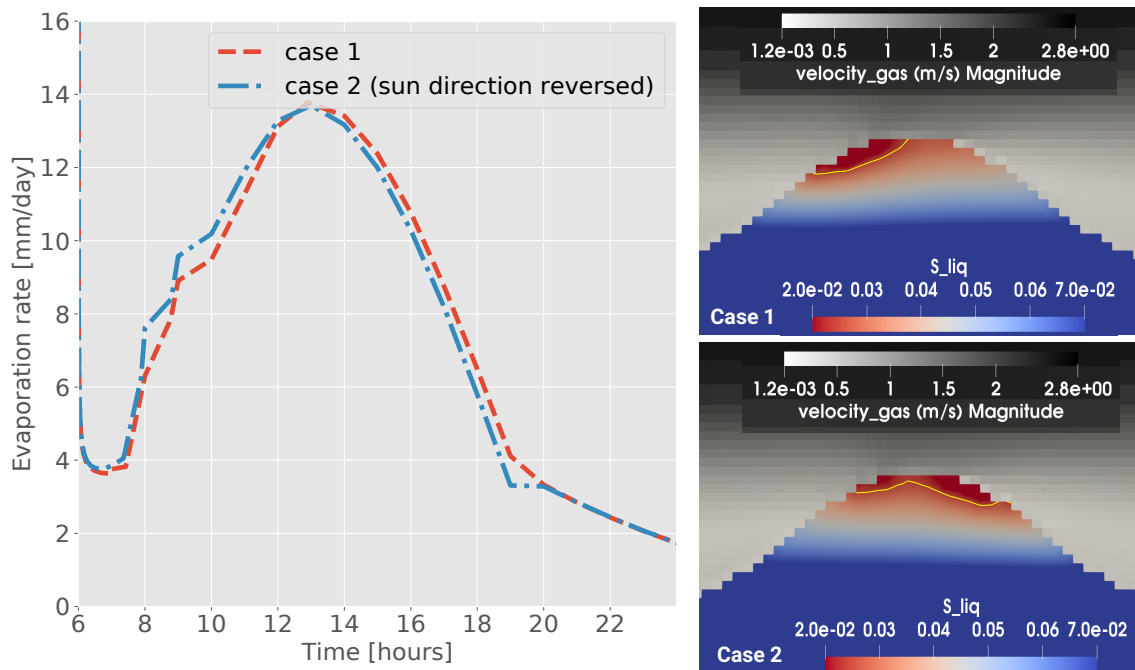 16
14
12
10
8
6
4
2
0
Evaporation rate [mm/day]
case 1
case 2 (sun direction reversed)
6 8 10 12 14 16 18 20 22
Time [hours]
1.2e-03 0.5 1 1.5 2 2.8e+00
velocity_gas (m/s) Magnitude
S_liq
2.0e-02 0.03 0.04 0.05 0.06 7.0e-02
Case 1
1.2e-03 0.5 1 1.5 2 2.8e+00
velocity_gas (m/s) Magnitude
S_liq
2.0e-02 0.03 0.04 0.05 0.06 7.0e-02
Case 2